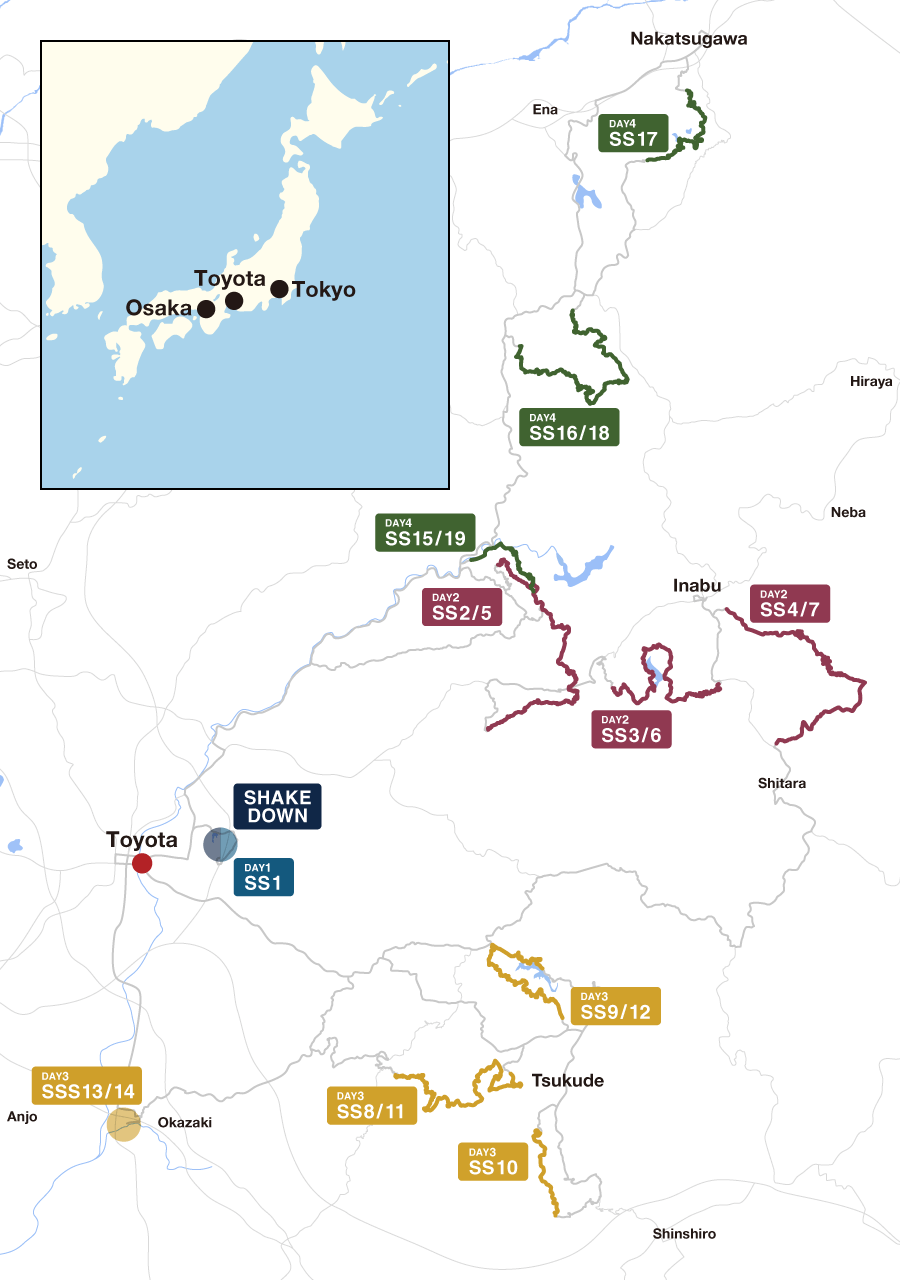 Nakatsugawa
Ena
DAY4
SS17
Toyota
Tokyo
Osaka
Hiraya
DAY4
SS16/18
Neba
DAY4
SS15/19
Seto
Inabu
DAY2
SS4/7
DAY2
SS2/5
DAY2
SS3/6
Shitara
SHAKE
DOWN
Toyota
DAY1
SS1
DAY3
SS9/12
DAY3
SSS13/14
Tsukude
DAY3
SS8/11
Anjo
Okazaki
DAY3
SS10
Shinshiro